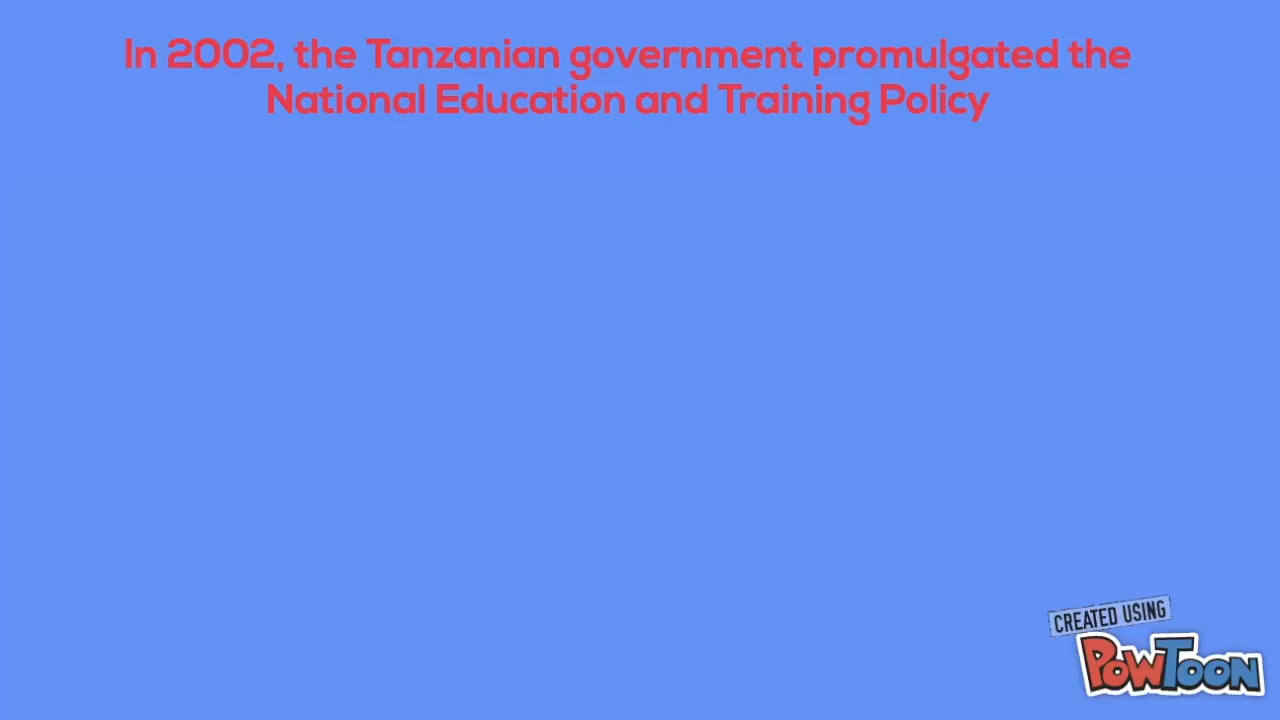 In 2002, the Tanzanian government promulgated the
National Education and Training Policy
CREATED USING
POWTOON